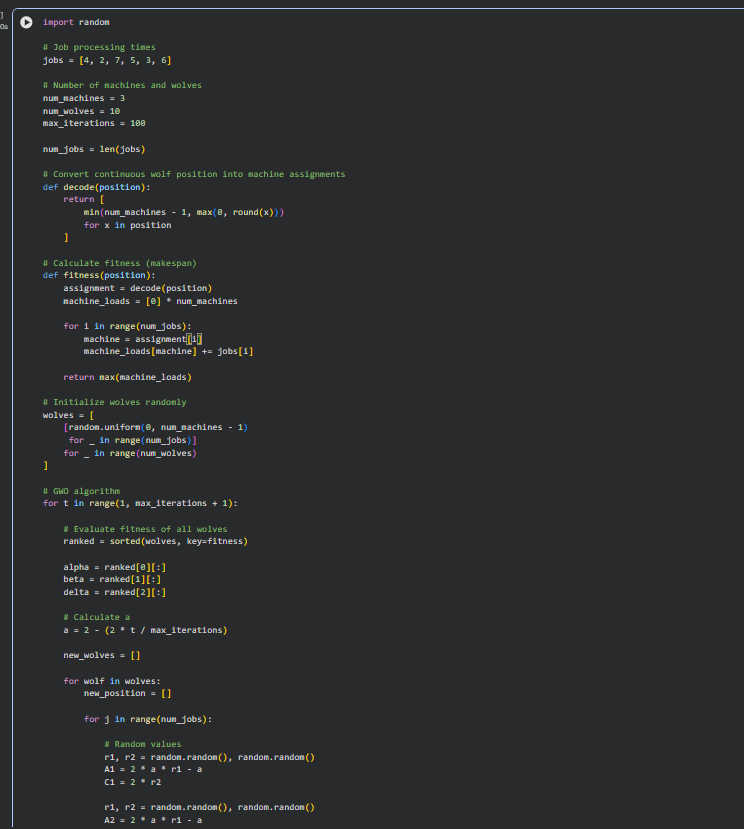 ]
0s
import random

# Job processing times
jobs = [4, 2, 7, 5, 3, 6]

# Number of machines and wolves
num_machines = 3
num_wolves = 10
max_iterations = 100

num_jobs = len(jobs)

# Convert continuous wolf position into machine assignments
def decode(position):
    return [
        min(num_machines - 1, max(0, round(x)))
        for x in position
    ]

# Calculate fitness (makespan)
def fitness(position):
    assignment = decode(position)
    machine_loads = [0] * num_machines

    for i in range(num_jobs):
        machine = assignment[i]
        machine_loads[machine] += jobs[i]

    return max(machine_loads)

# Initialize wolves randomly
wolves = [
    [random.uniform(0, num_machines - 1)
     for _ in range(num_jobs)]
    for _ in range(num_wolves)
]

# GWO algorithm
for t in range(1, max_iterations + 1):

    # Evaluate fitness of all wolves
    ranked = sorted(wolves, key=fitness)

    alpha = ranked[0][:]
    beta = ranked[1][:]
    delta = ranked[2][:]

    # Calculate a
    a = 2 - (2 * t / max_iterations)

    new_wolves = []

    for wolf in wolves:
        new_position = []

        for j in range(num_jobs):

            # Random values
            r1, r2 = random.random(), random.random()
            A1 = 2 * a * r1 - a
            C1 = 2 * r2

            r1, r2 = random.random(), random.random()
            A2 = 2 * a * r1 - a